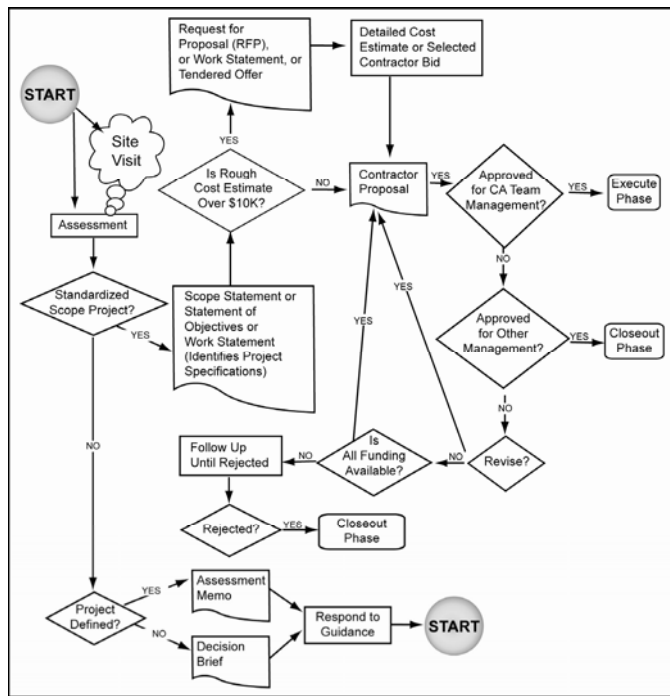 START
Site
Visit
Assessment
Standardized
Scope Project?
YES
NO
Scope Statement or
Statement of
Objectives or
Work Statement
(Identifies Project
Specifications)
Is Rough
Cost Estimate
Over $10K?
YES
NO
Request for
Proposal (RFP),
or Work Statement, or
Tendered Offer
Detailed Cost
Estimate or Selected
Contractor Bid
Contractor
Proposal
YES
Approved
for CA Team
Management?
YES
Execute
Phase
NO
Approved
for Other
Management?
YES
Closeout
Phase
NO
Revise?
YES
NO
Is
All Funding
Available?
YES
NO
Follow Up
Until Rejected
Rejected?
YES
Closeout
Phase
Project
Defined?
YES
Assessment
Memo
NO
Decision
Brief
Respond to
Guidance
START